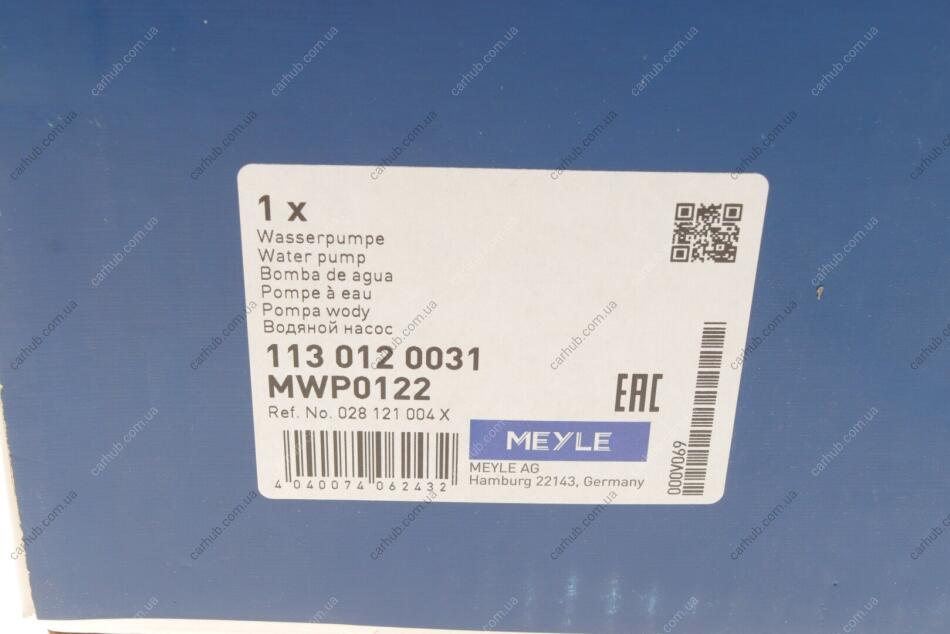 1 x
Wasserpumpe
Water pump
Bomba de agua
Pompe à eau
Pompa wody
Водяной насос
113 012 0031
MWP0122
Ref. No. 028 121 004 X
4 040074 062432
EAC
MEYLE
MEYLE AG
Hamburg 22143, Germany
000V069
carhub.com.ua